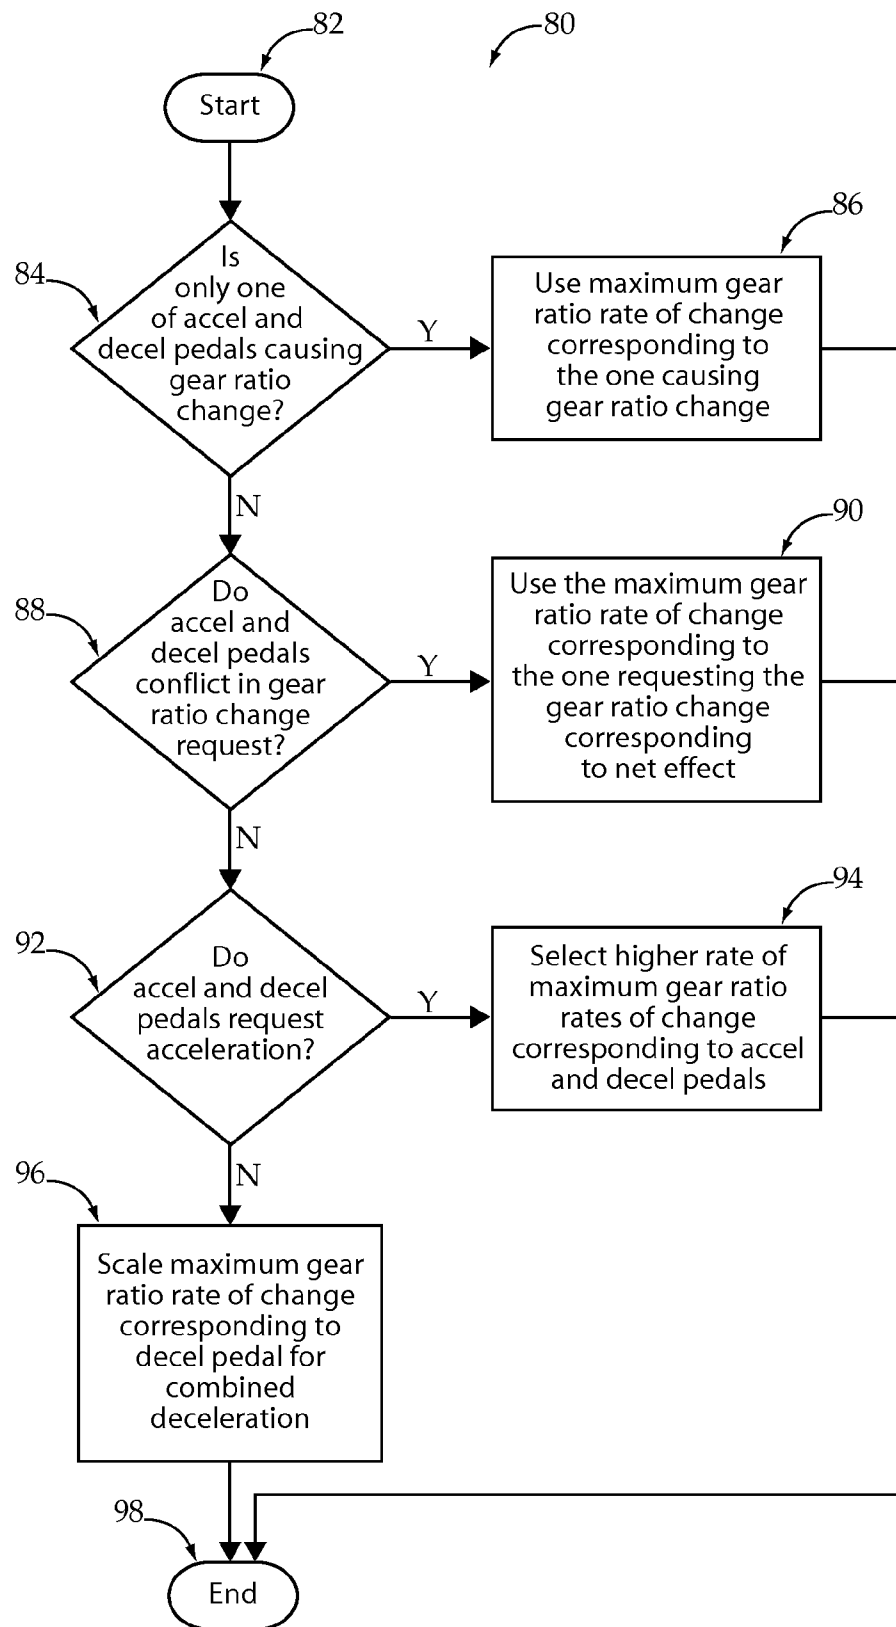 82
80
Start
84
Is
only one
of accel and
decel pedals causing
gear ratio
change?
Y
86
Use maximum gear
ratio rate of change
corresponding to
the one causing
gear ratio change
N
88
Do
accel and
decel pedals
conflict in gear
ratio change
request?
Y
90
Use the maximum gear
ratio rate of change
corresponding to
the one requesting the
gear ratio change
corresponding
to net effect
N
92
Do
accel and decel
pedals request
acceleration?
Y
94
Select higher rate of
maximum gear ratio
rates of change
corresponding to accel
and decel pedals
N
96
Scale maximum gear
ratio rate of change
corresponding to
decel pedal for
combined
deceleration
98
End